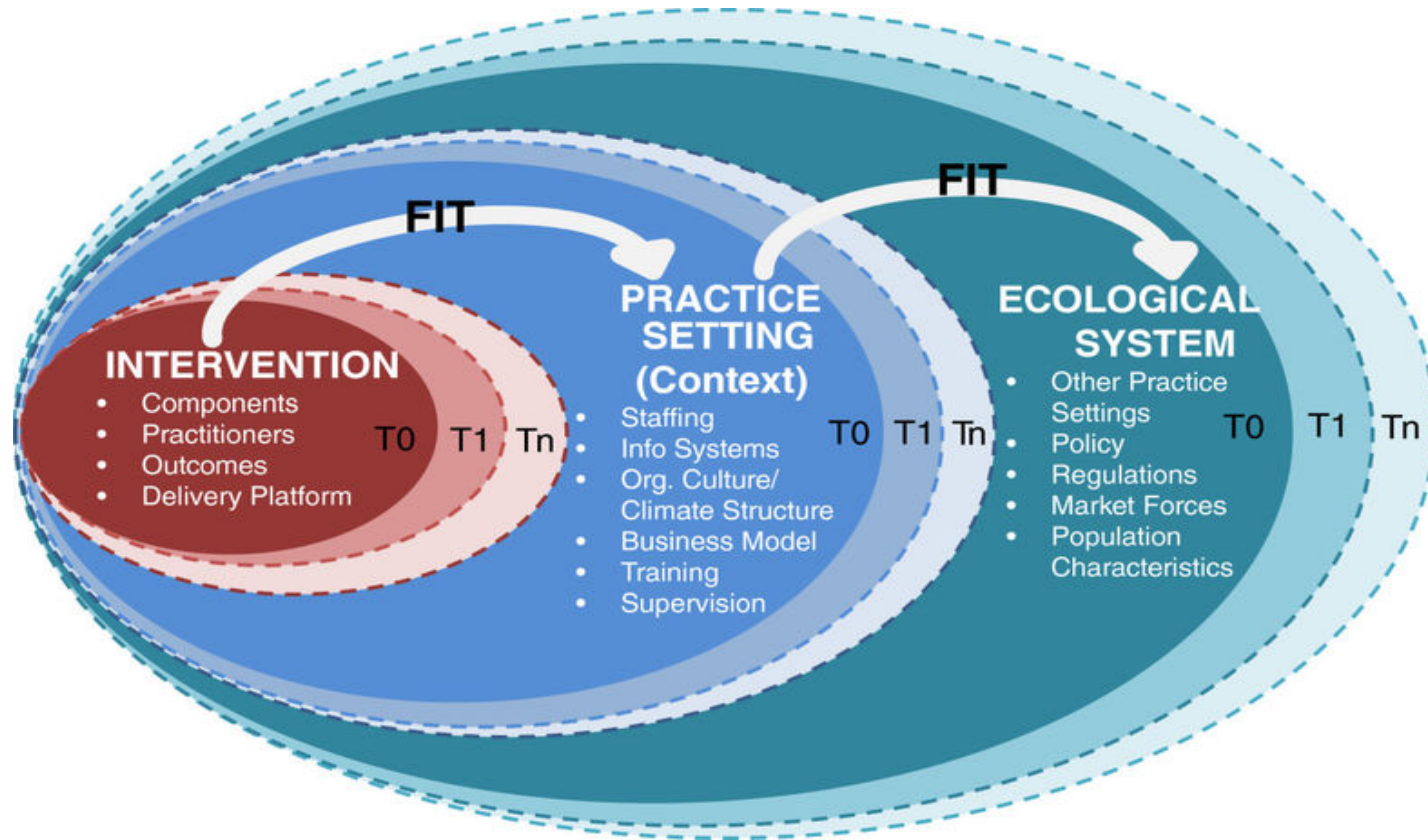 FIT
INTERVENTION
• Components
• Practitioners
• Outcomes
• Delivery Platform
T0 T1 Tn
FIT
PRACTICE
SETTING
(Context)
• Staffing
• Info Systems
• Org. Culture/
Climate Structure
• Business Model
• Training
• Supervision
T0 T1 Tn
ECOLOGICAL
SYSTEM
• Other Practice
Settings
• Policy
• Regulations
• Market Forces
• Population
Characteristics
T0 T1 Tn